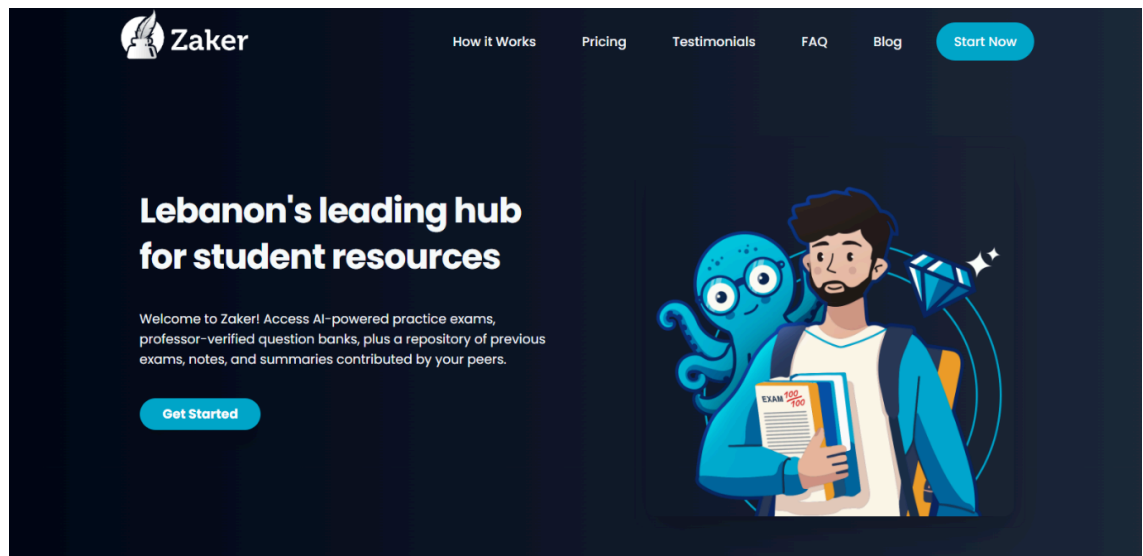 Zaker
How it Works
Pricing
Testimonials
FAQ
Blog
Start Now
Lebanon's leading hub
for student resources
Welcome to Zaker! Access AI-powered practice exams,
professor-verified question banks, plus a repository of previous
exams, notes, and summaries contributed by your peers.
Get Started
EXAM 100/100